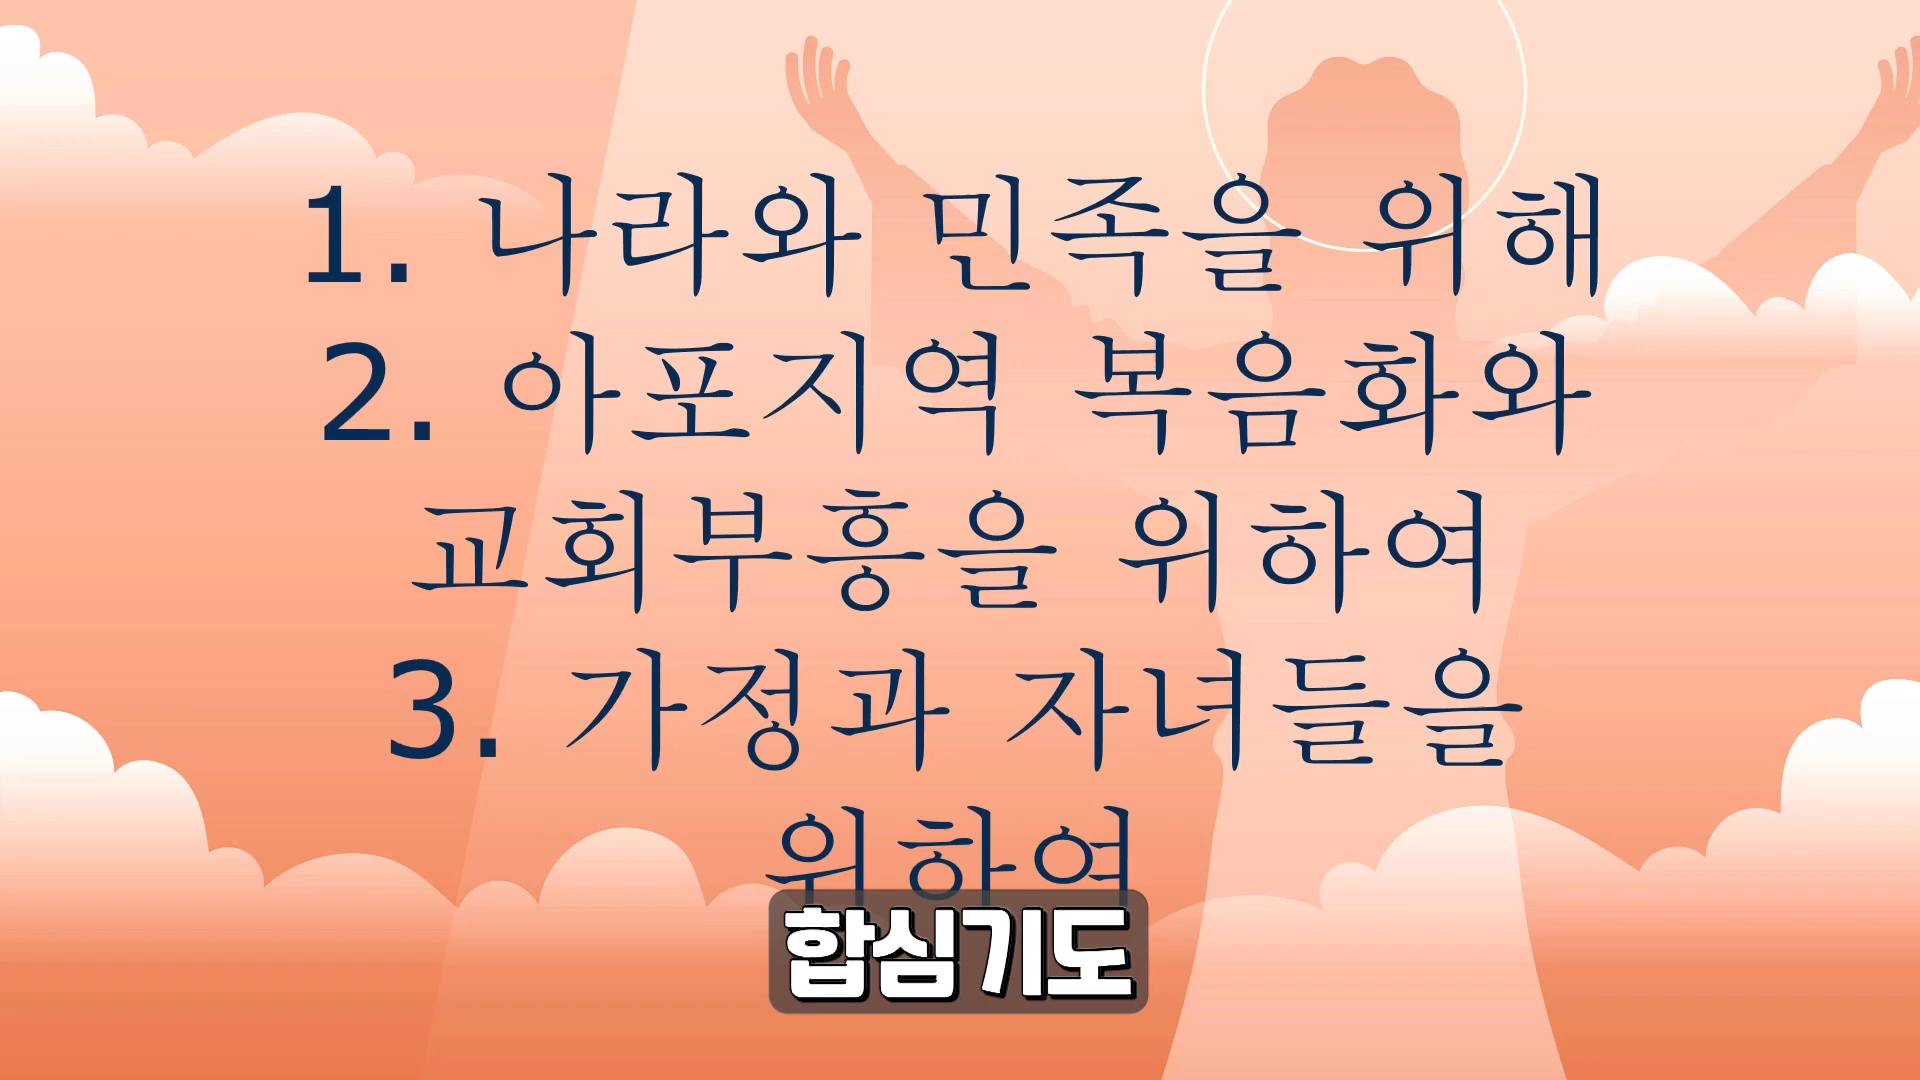 1. 나라와 민족을 위해
2. 아포지역 복음화와
교회부흥을 위하여
3. 가정과 자녀들을
위하여
합심기도